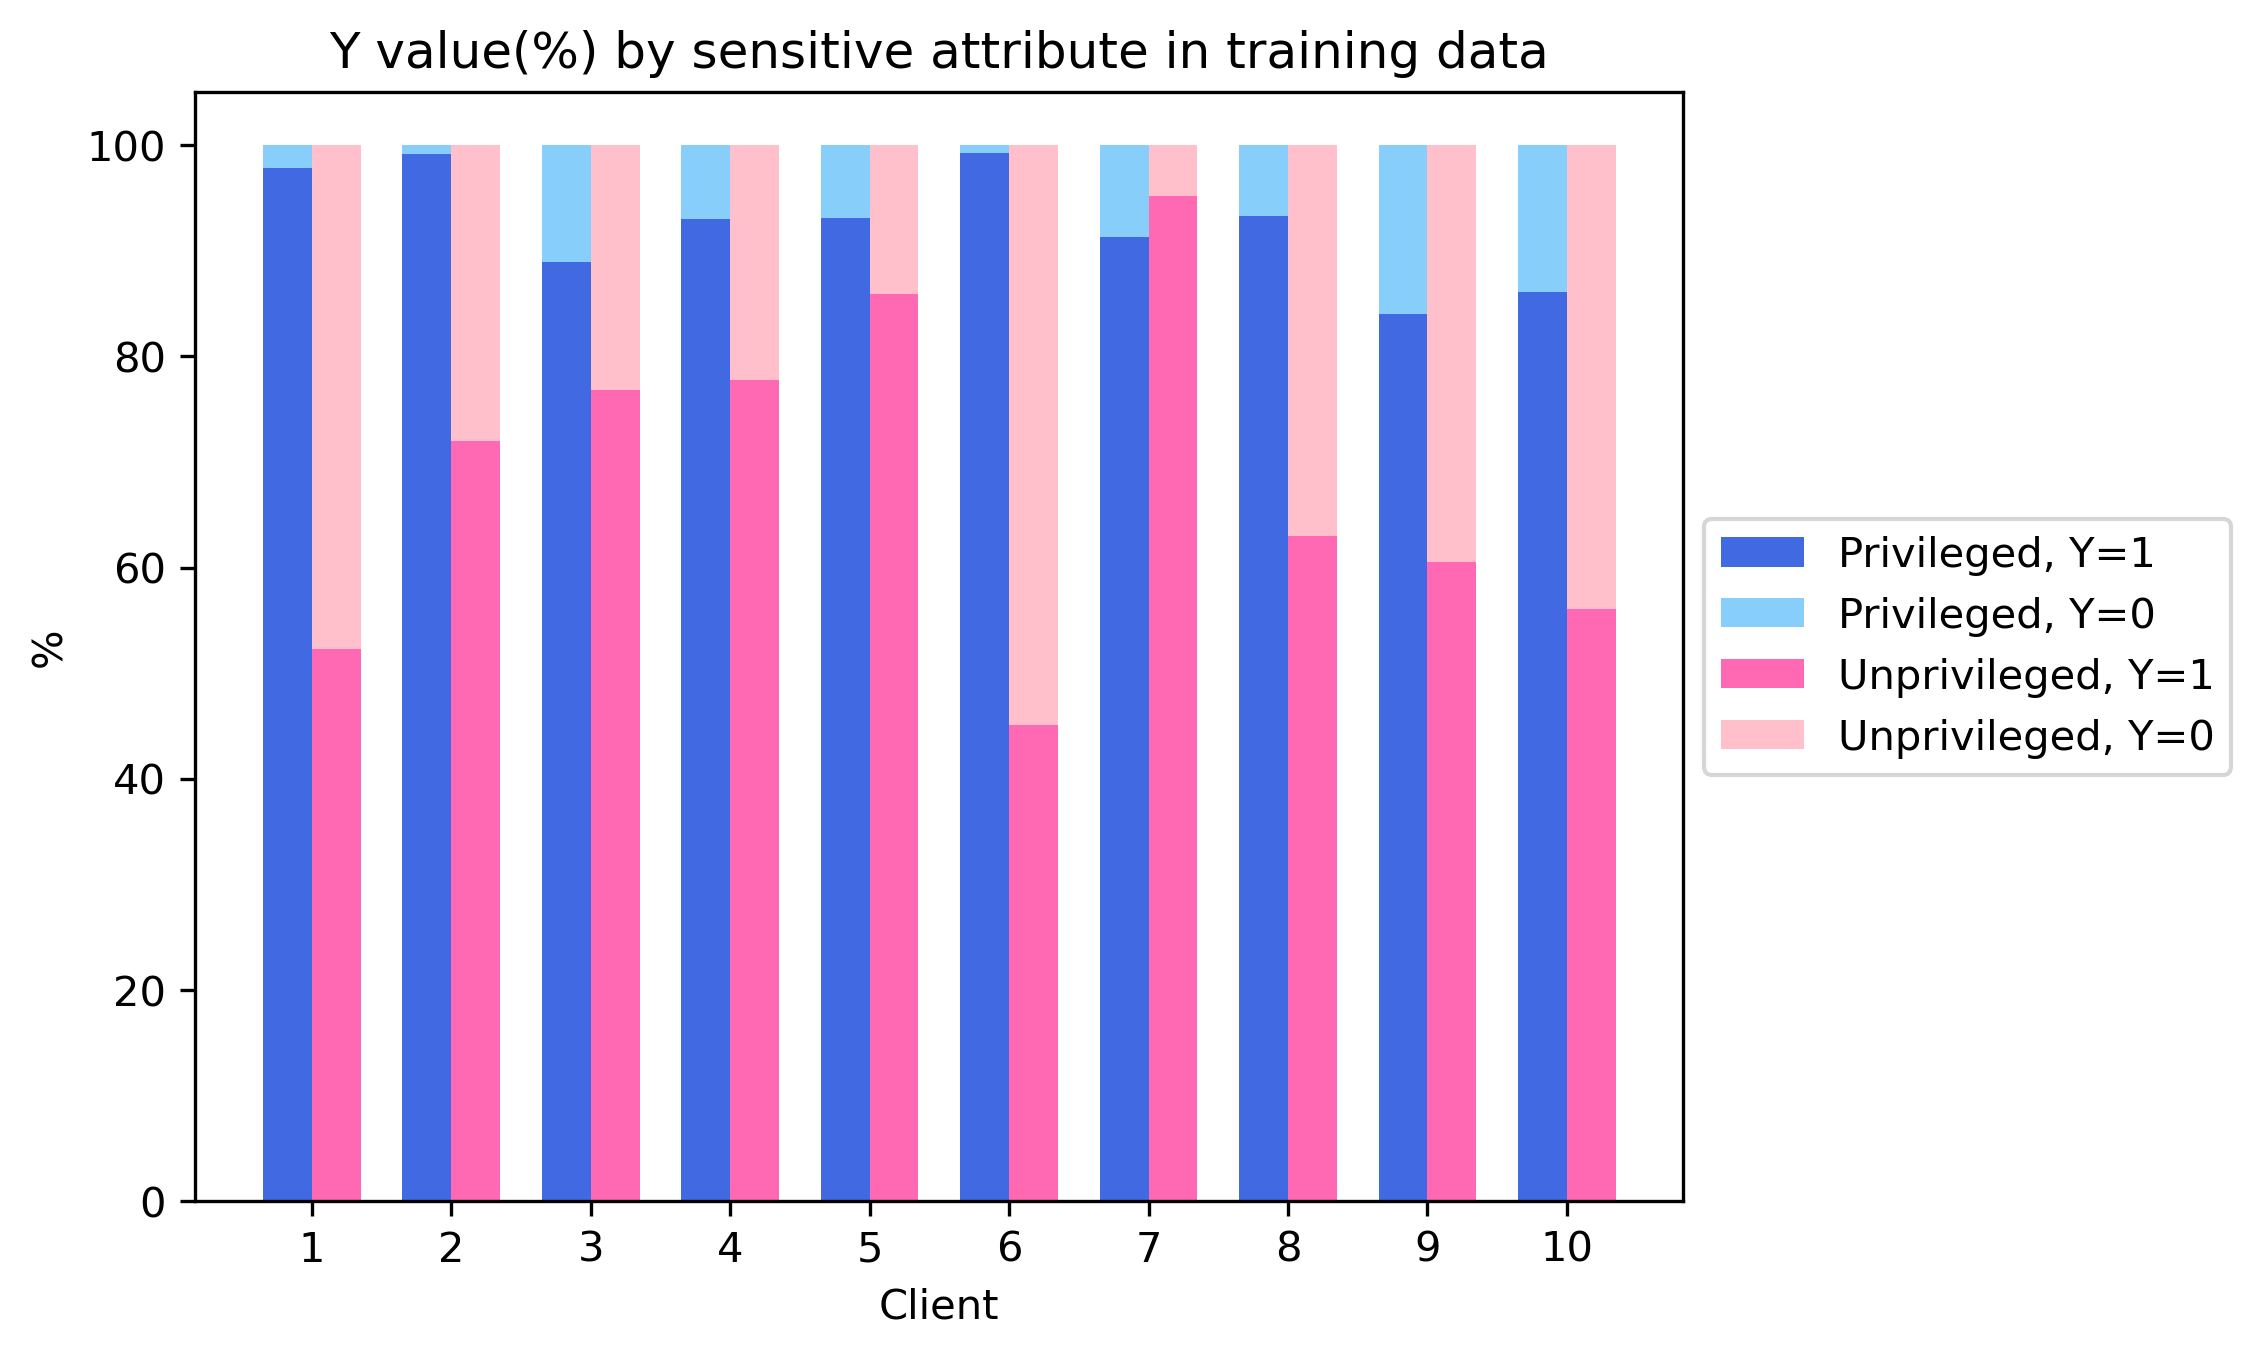 Y value(%) by sensitive attribute in training data
100
80
60
40
20
0
%
1 2 3 4 5 6 7 8 9 10
Client
Privileged, Y=1
Privileged, Y=0
Unprivileged, Y=1
Unprivileged, Y=0